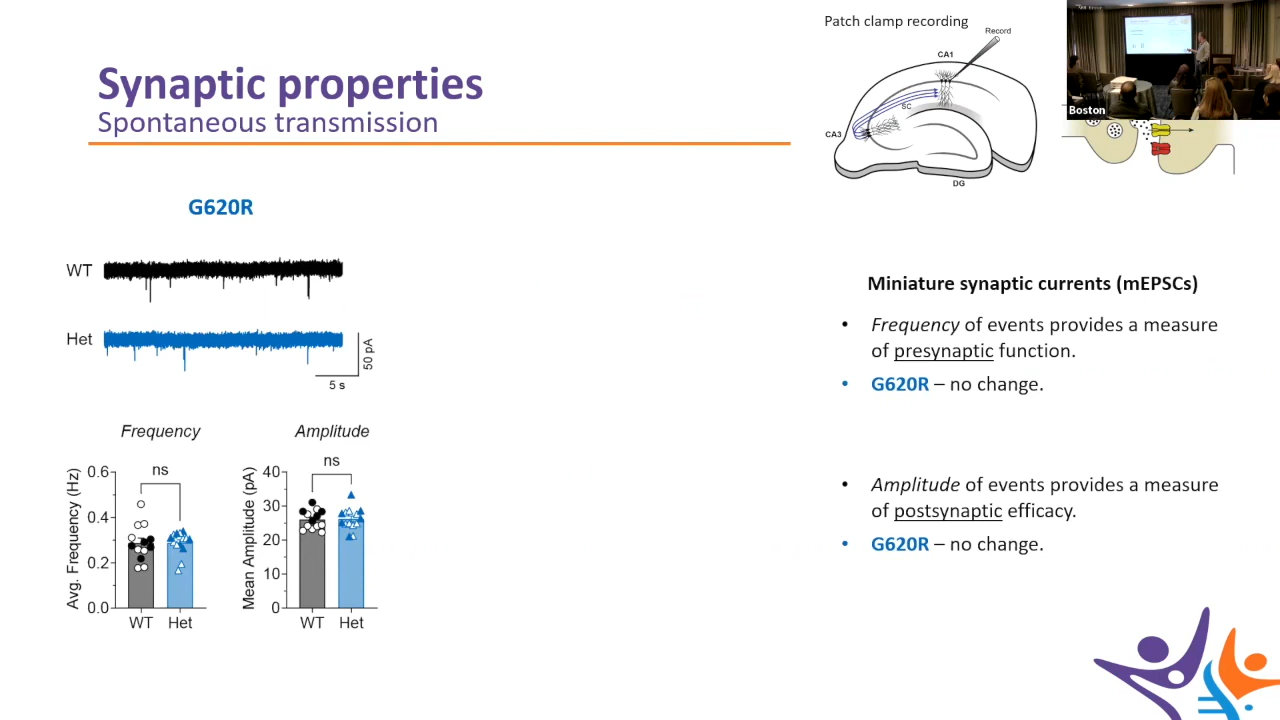 Synaptic properties
Spontaneous transmission
Patch clamp recording
Record
CA1
SC
CA3
DG
Boston
G620R
WT
Het
50 pA
5 s
Frequency
Amplitude
ns
ns
Avg. Frequency (Hz)
0.6
0.4
0.2
0.0
WT
Het
Mean Amplitude (pA)
40
30
20
10
0
WT
Het
Miniature synaptic currents (mEPSCs)
• Frequency of events provides a measure
of presynaptic function.
• G620R – no change.
• Amplitude of events provides a measure
of postsynaptic efficacy.
• G620R – no change.